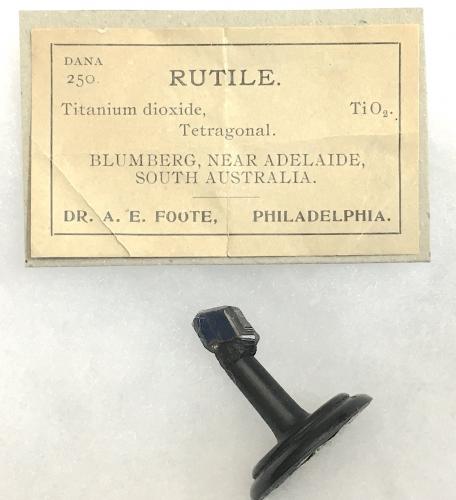 DANA
250.
RUTILE.
Titanium dioxide, TiO₂.
Tetragonal.
BLUMBERG, NEAR ADELAIDE,
SOUTH AUSTRALIA.
DR. A. E. FOOTE, PHILADELPHIA.